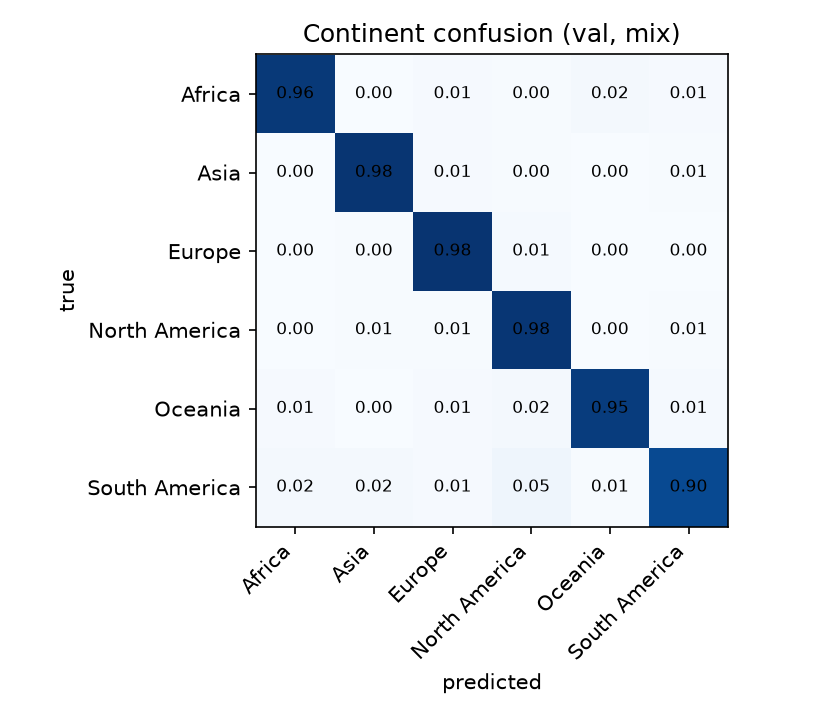 Continent confusion (val, mix)
Africa 0.96 0.00 0.01 0.00 0.02 0.01
Asia 0.00 0.98 0.01 0.00 0.00 0.01
Europe 0.00 0.00 0.98 0.01 0.00 0.00
North America 0.00 0.01 0.01 0.98 0.00 0.01
Oceania 0.01 0.00 0.01 0.02 0.95 0.01
South America 0.02 0.02 0.01 0.05 0.01 0.90
true
Africa
Asia
Europe
North America
Oceania
South America
predicted